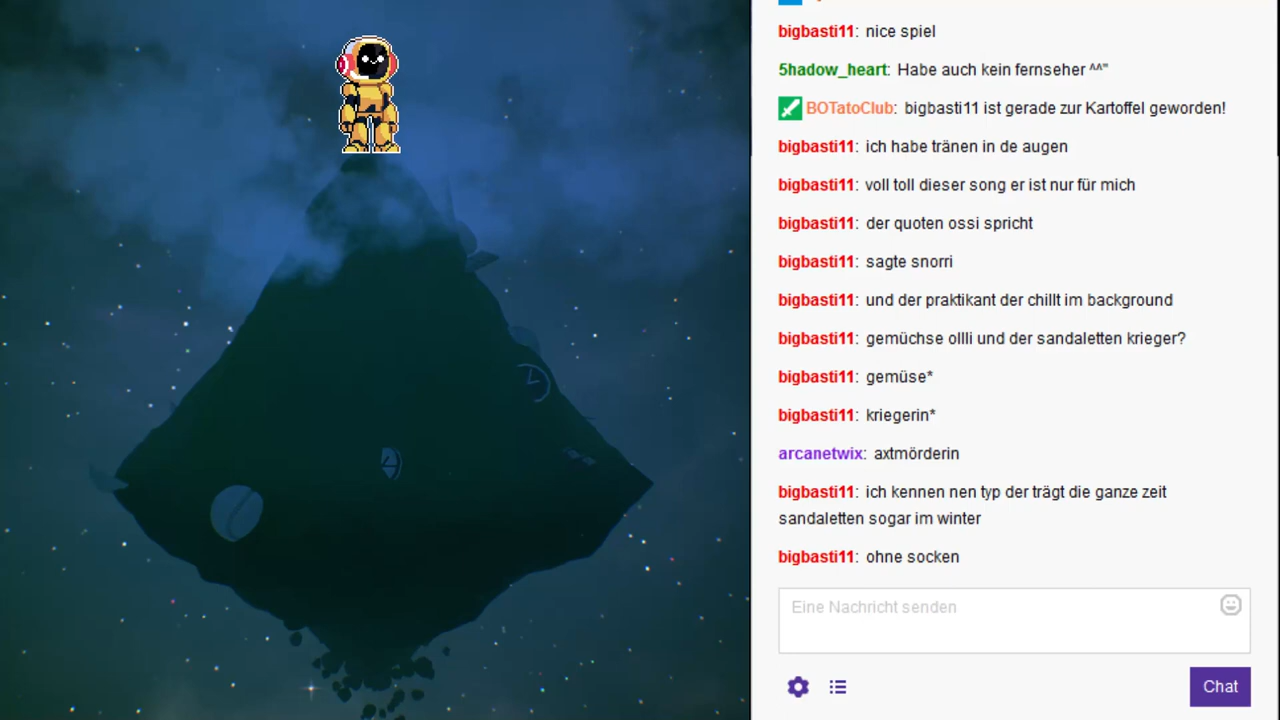 bigbasti11: nice spiel
5hadow_heart: Habe auch kein fernseher ^^"
BOTatoClub: bigbasti11 ist gerade zur Kartoffel geworden!
bigbasti11: ich habe tränen in de augen
bigbasti11: voll toll dieser song er ist nur für mich
bigbasti11: der quoten ossi spricht
bigbasti11: sagte snorri
bigbasti11: und der praktikant der chillt im background
bigbasti11: gemüchse ollli und der sandaletten krieger?
bigbasti11: gemüse*
bigbasti11: kriegerin*
arcanetwix: axtmörderin
bigbasti11: ich kennen nen typ der trägt die ganze zeit
sandaletten sogar im winter
bigbasti11: ohne socken
Eine Nachricht senden
Chat